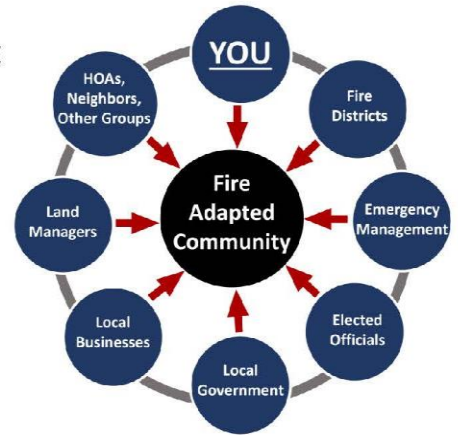 YOU
Fire
Districts
Emergency
Management
Elected
Officials
Local
Government
Local
Businesses
Land
Managers
HOAs,
Neighbors,
Other Groups
Fire
Adapted
Community